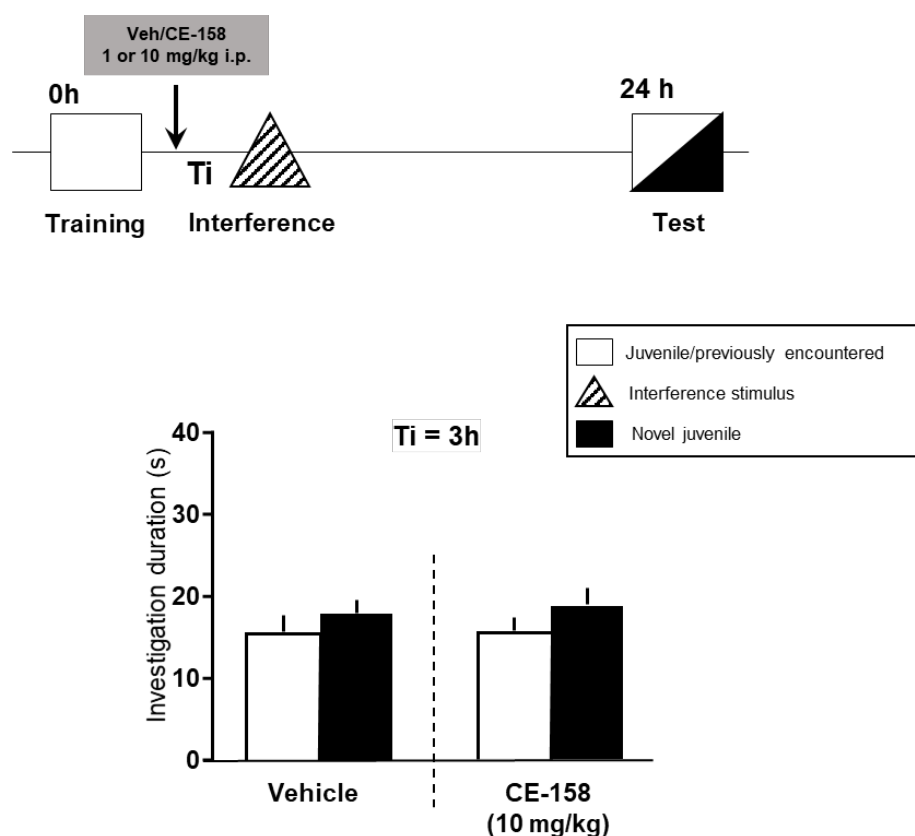 Veh/CE-158
1 or 10 mg/kg i.p.
0h
24 h
Ti
Training
Interference
Test
Juvenile/previously encountered
Interference stimulus
Novel juvenile
Ti = 3h
Investigation duration (s)
40
30
20
10
0
Vehicle
CE-158
(10 mg/kg)